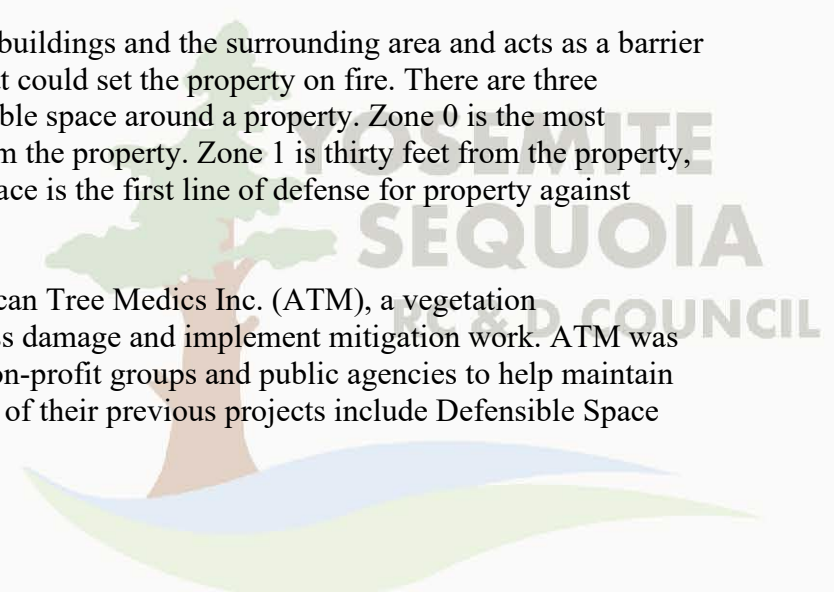 buildings and the surrounding area and acts as a barrier
t could set the property on fire. There are three
ble space around a property. Zone 0 is the most
m the property. Zone 1 is thirty feet from the property,
ace is the first line of defense for property against
can Tree Medics Inc. (ATM), a vegetation
ss damage and implement mitigation work. ATM was
on-profit groups and public agencies to help maintain
of their previous projects include Defensible Space
YOSEMITE
SEQUOIA
RC & D COUNCIL